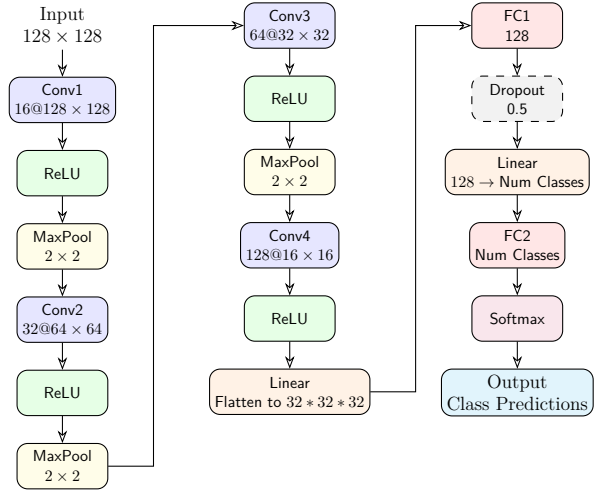 Input
128 × 128
Conv1
16@128 × 128
ReLU
MaxPool
2 × 2
Conv2
32@64 × 64
ReLU
MaxPool
2 × 2
Conv3
64@32 × 32
ReLU
MaxPool
2 × 2
Conv4
128@16 × 16
ReLU
Linear
Flatten to 32 ∗ 32 ∗ 32
FC1
128
Dropout
0.5
Linear
128 → Num Classes
FC2
Num Classes
Softmax
Output
Class Predictions